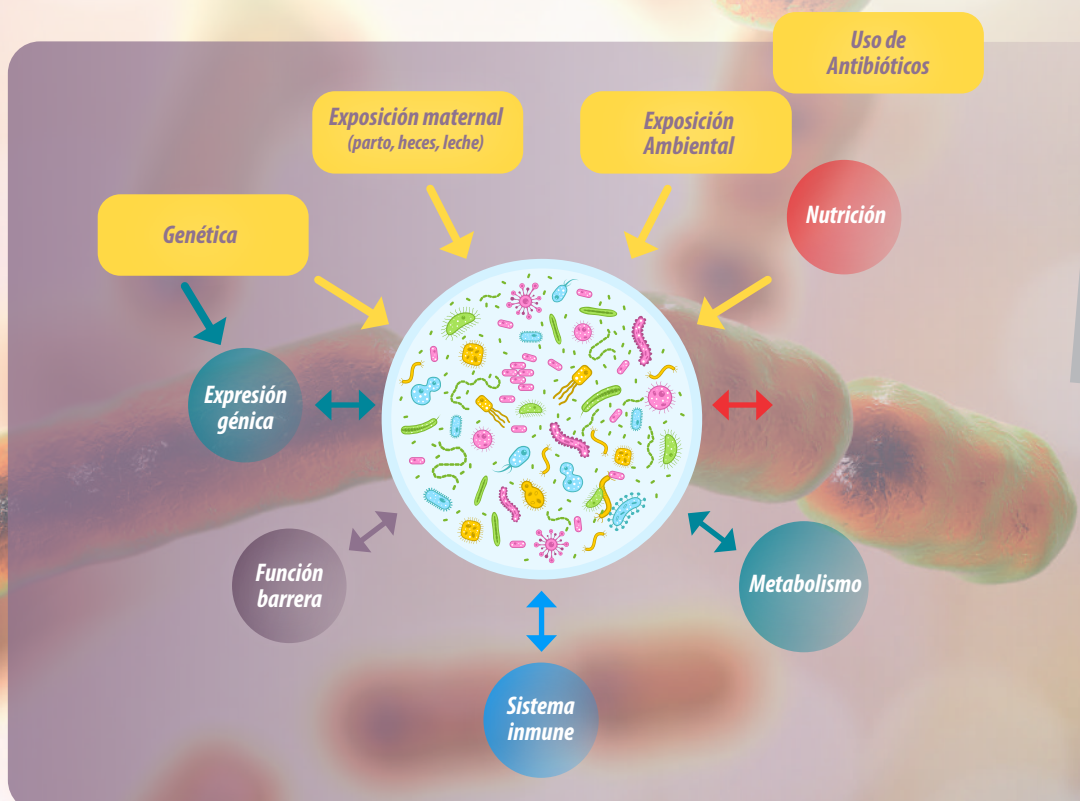 Uso de
Antibióticos
Exposición maternal
(parto, heces, leche)
Exposición
Ambiental
Nutrición
Genética
Expresión
génica
Función
barrera
Metabolismo
Sistema
inmune